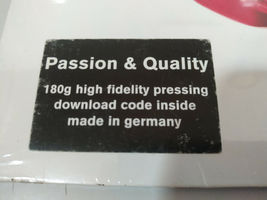 Passion & Quality
180g high fidelity pressing
download code inside
made in germany